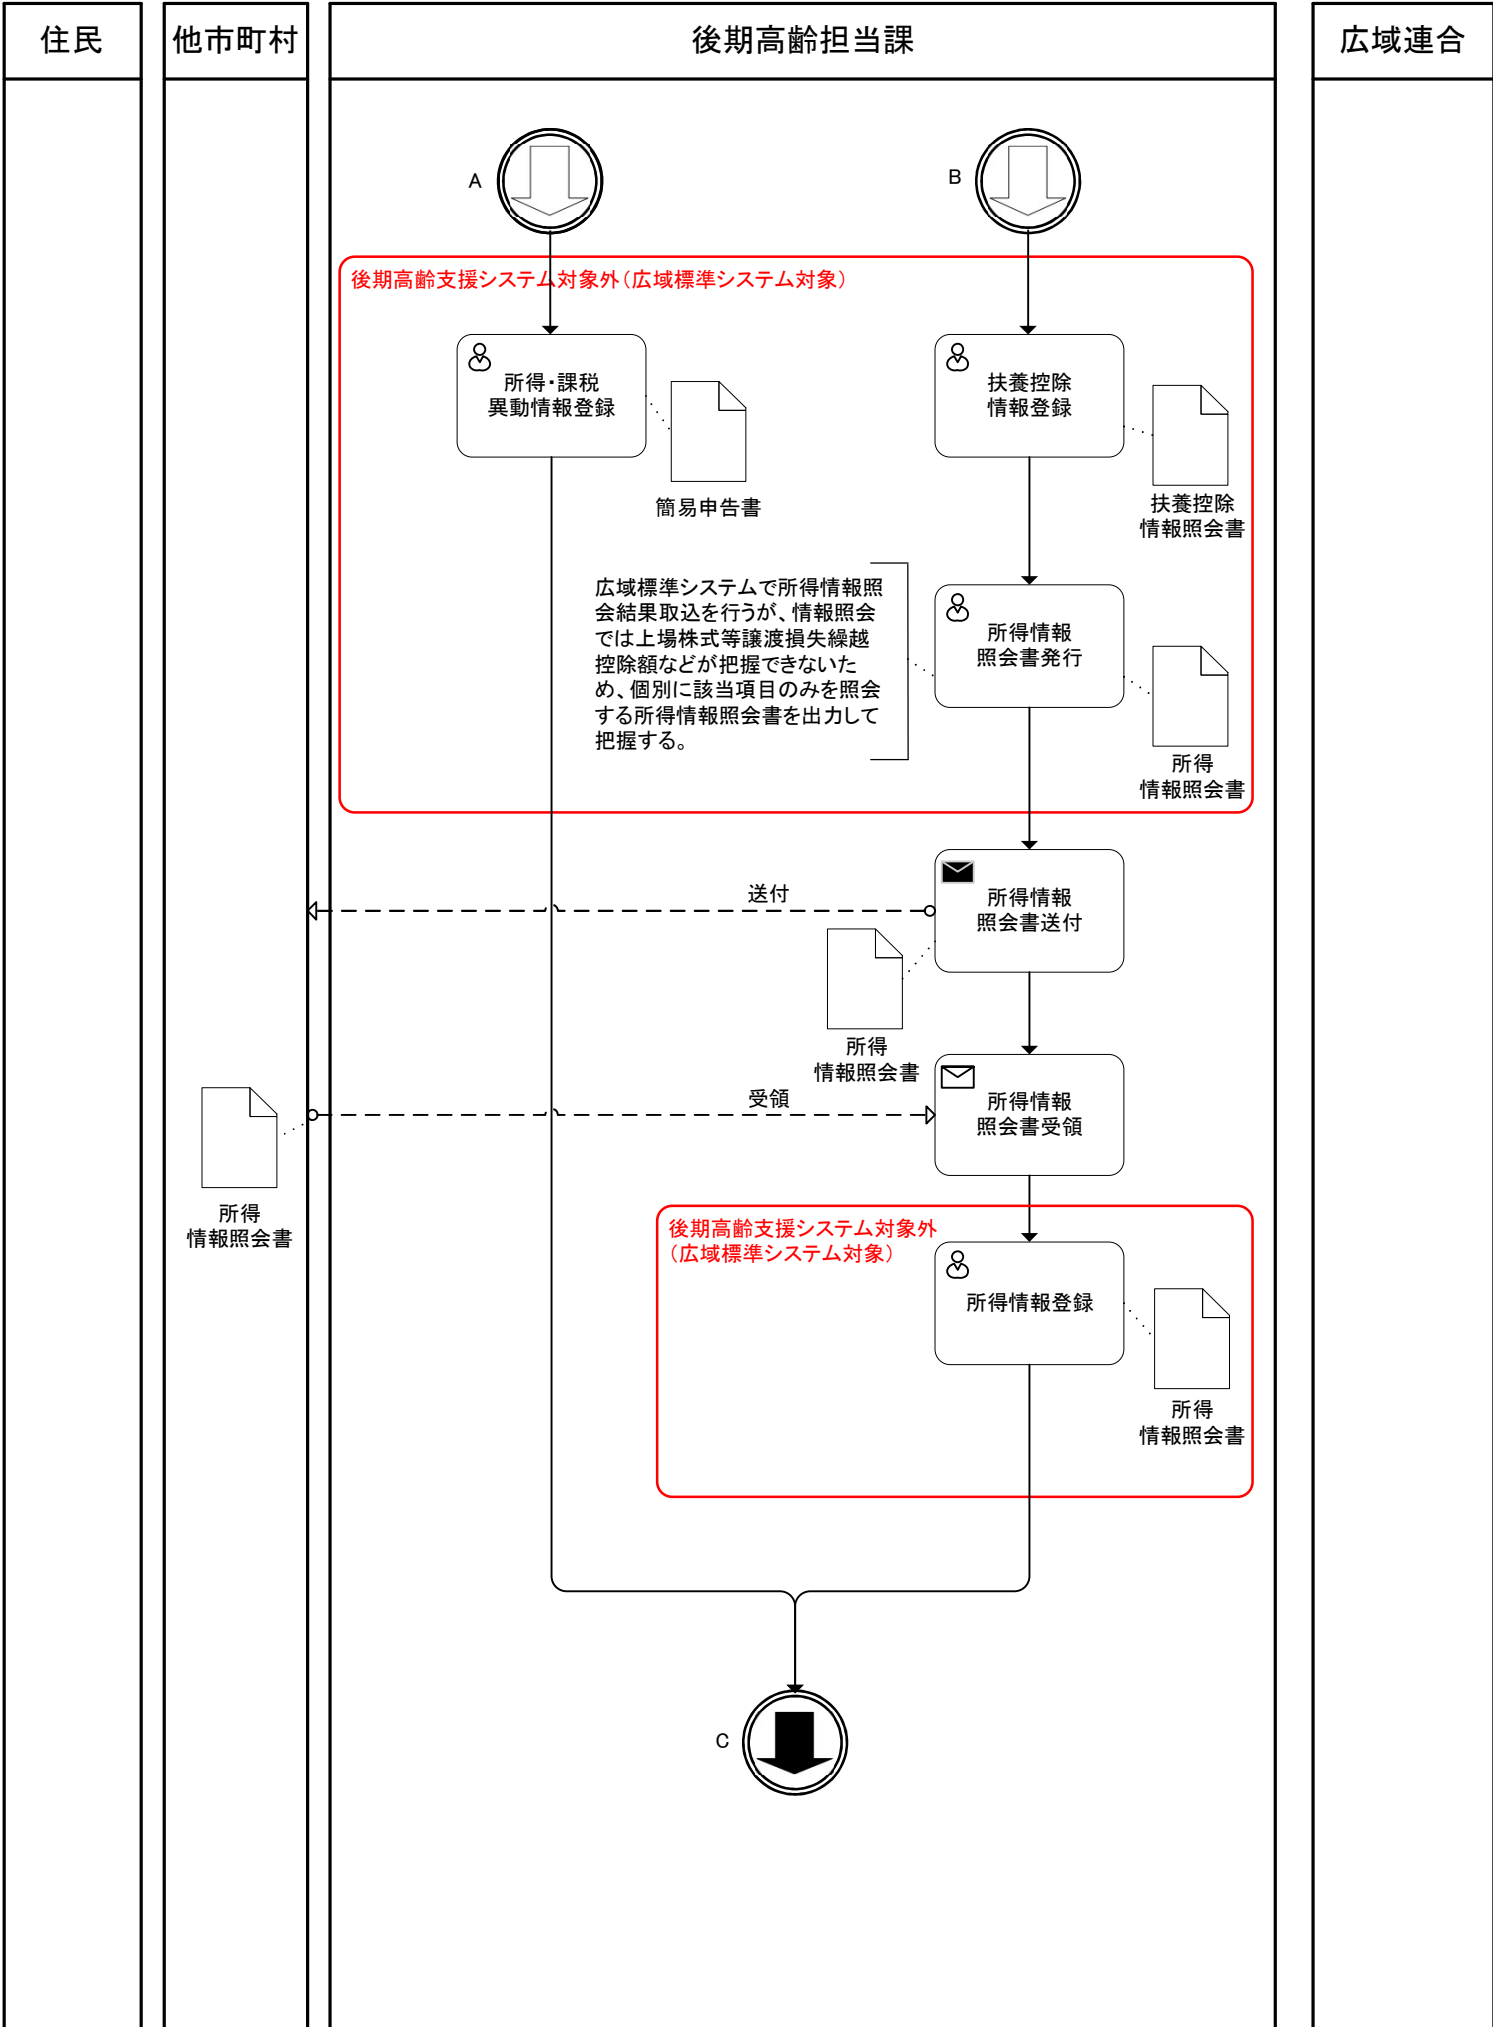 住民
他市町村
後期高齢担当課
広域連合
A
B
後期高齢支援システム対象外（広域標準システム対象）
所得・課税
異動情報登録
簡易申告書
扶養控除
情報登録
扶養控除
情報照会書
広域標準システムで所得情報照
会結果取込を行うが、情報照会
では上場株式等譲渡損失繰越
控除額などが把握できないた
め、個別に該当項目のみを照会
する所得情報照会書を出力して
把握する。
所得情報
照会書発行
所得
情報照会書
送付
所得情報
照会書送付
所得
情報照会書
受領
所得情報
照会書受領
所得
情報照会書
後期高齢支援システム対象外
（広域標準システム対象）
所得情報登録
所得
情報照会書
C